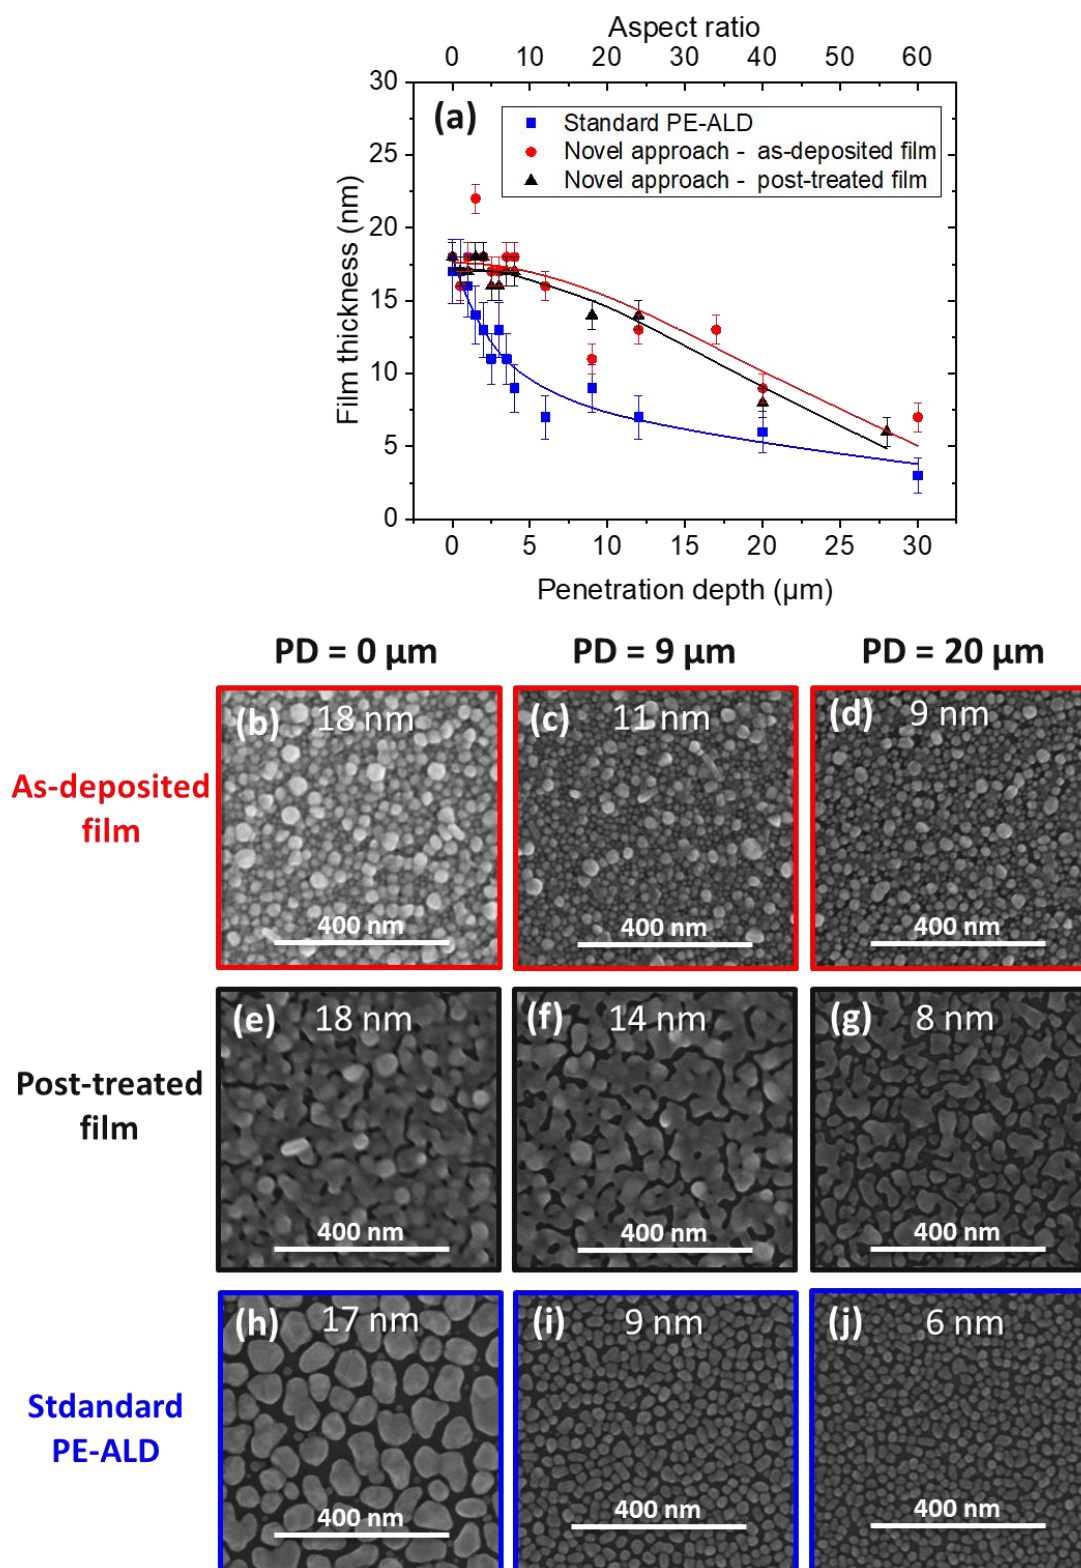 Aspect ratio
0 10 20 30 40 50 60
30
25
20
15
10
5
0
Film thickness (nm)
(a)
Standard PE-ALD
Novel approach - as-deposited film
Novel approach - post-treated film
0 5 10 15 20 25 30
Penetration depth (µm)
PD = 0 µm PD = 9 µm PD = 20 µm
As-deposited
film
(b) 18 nm
400 nm
(c) 11 nm
400 nm
(d) 9 nm
400 nm
Post-treated
film
(e) 18 nm
400 nm
(f) 14 nm
400 nm
(g) 8 nm
400 nm
Stdandard
PE-ALD
(h) 17 nm
400 nm
(i) 9 nm
400 nm
(j) 6 nm
400 nm